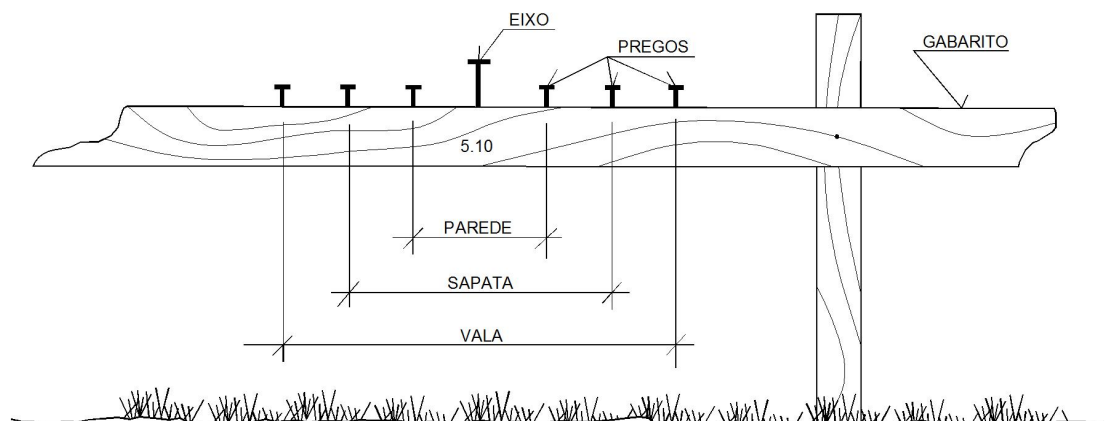 EIXO
PREGOS
GABARITO
5.10
PAREDE
SAPATA
VALA